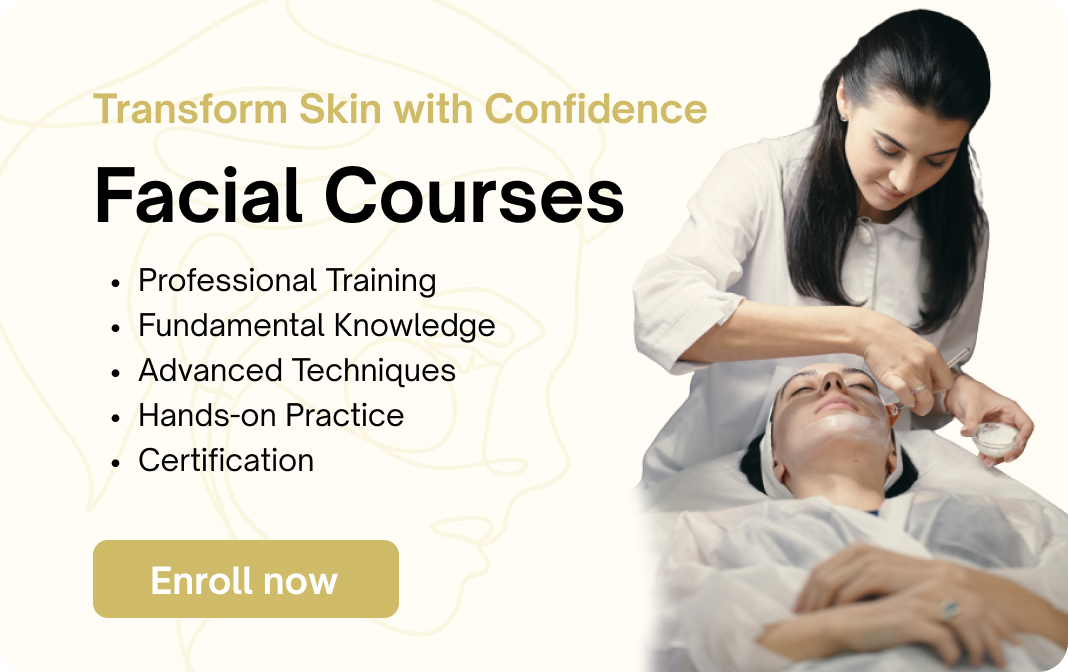 Transform Skin with Confidence
Facial Courses
• Professional Training
• Fundamental Knowledge
• Advanced Techniques
• Hands-on Practice
• Certification
Enroll now